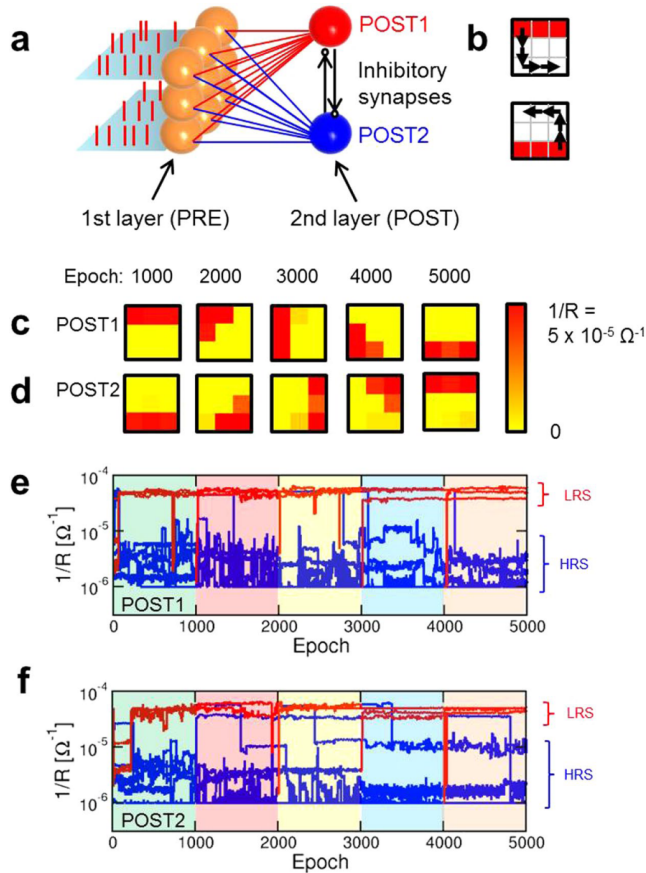 a
POST1
b
Inhibitory
synapses
POST2
1st layer (PRE)
2nd layer (POST)
Epoch: 1000 2000 3000 4000 5000
c
POST1
1/R =
5 x 10⁻⁵ Ω⁻¹
d
POST2
0
e
10⁻⁴
10⁻⁵
10⁻⁶
1/R [Ω⁻¹]
LRS
HRS
POST1
0 1000 2000 3000 4000 5000
Epoch
f
10⁻⁴
10⁻⁵
10⁻⁶
1/R [Ω⁻¹]
LRS
HRS
POST2
0 1000 2000 3000 4000 5000
Epoch